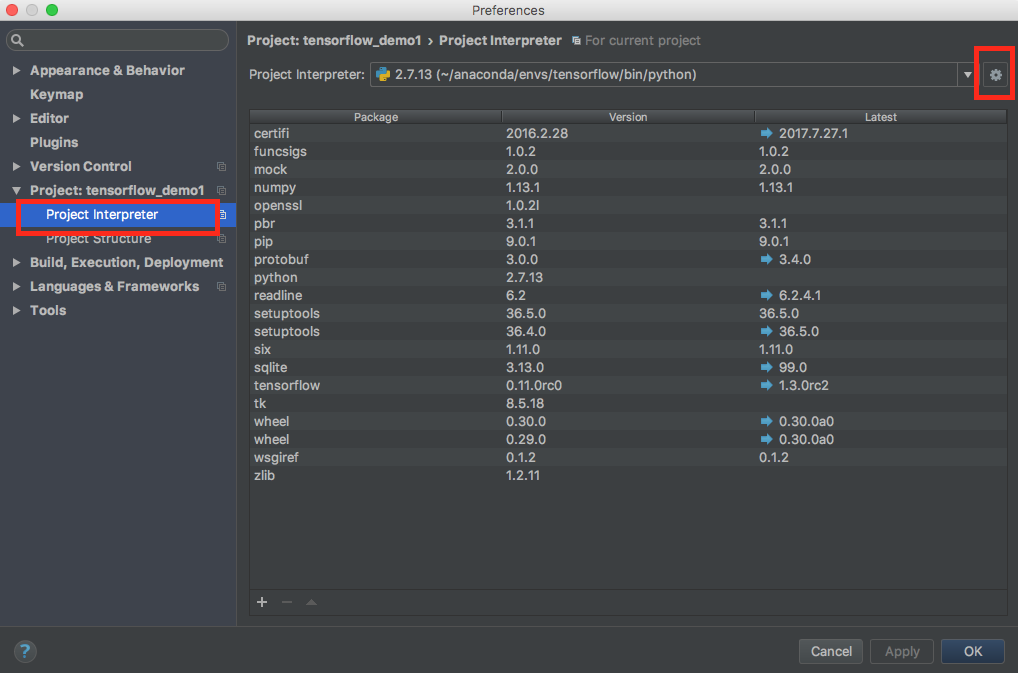 Preferences
Project: tensorflow_demo1 › Project Interpreter For current project
Project Interpreter: 2.7.13 (~/anaconda/envs/tensorflow/bin/python)
Appearance & Behavior
Keymap
Editor
Plugins
Version Control
Project: tensorflow_demo1
Project Interpreter
Project Structure
Build, Execution, Deployment
Languages & Frameworks
Tools
Package Version Latest
certifi 2016.2.28 2017.7.27.1
funcsigs 1.0.2 1.0.2
mock 2.0.0 2.0.0
numpy 1.13.1 1.13.1
openssl 1.0.2l
pbr 3.1.1 3.1.1
pip 9.0.1 9.0.1
protobuf 3.0.0 3.4.0
python 2.7.13
readline 6.2 6.2.4.1
setuptools 36.5.0 36.5.0
setuptools 36.4.0 36.5.0
six 1.11.0 1.11.0
sqlite 3.13.0 99.0
tensorflow 0.11.0rc0 1.3.0rc2
tk 8.5.18
wheel 0.30.0 0.30.0a0
wheel 0.29.0 0.30.0a0
wsgiref 0.1.2 0.1.2
zlib 1.2.11
? Cancel Apply OK